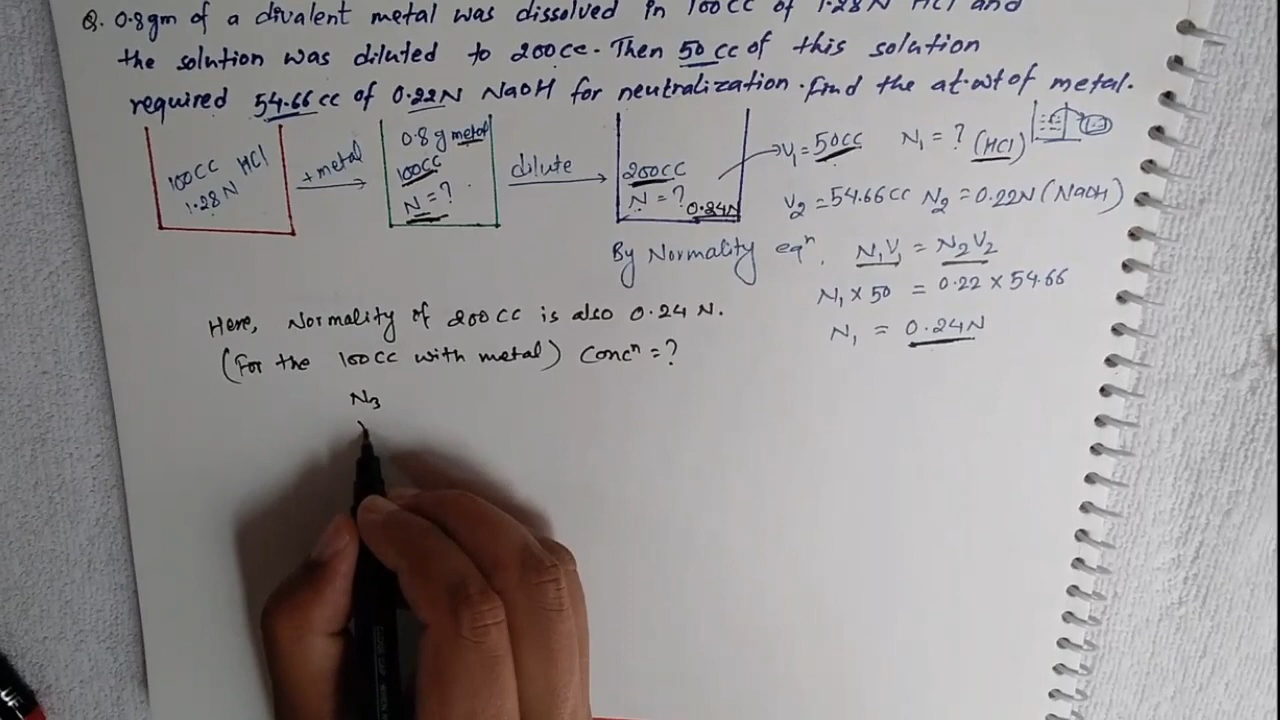 Q. 0.8gm of a divalent metal was dissolved in 100cc of 1.28N HCl and
the solution was diluted to 200cc. Then 50cc of this solution
required 54.66cc of 0.22N NaOH for neutralization. find the at.wt of metal.
100CC
1.28N HCl
+metal
0.8g metal
100CC
N=?
dilute
200CC
N=? 0.24N
V₁=50CC N₁=? (HCl)
V₂=54.66CC N₂=0.22N(NaOH)
By Normality eqⁿ, N₁V₁ = N₂V₂
N₁×50 = 0.22×54.66
N₁ = 0.24N
Here, Normality of 200CC is also 0.24N.
(For the 100CC with metal) Concⁿ=?
N₃